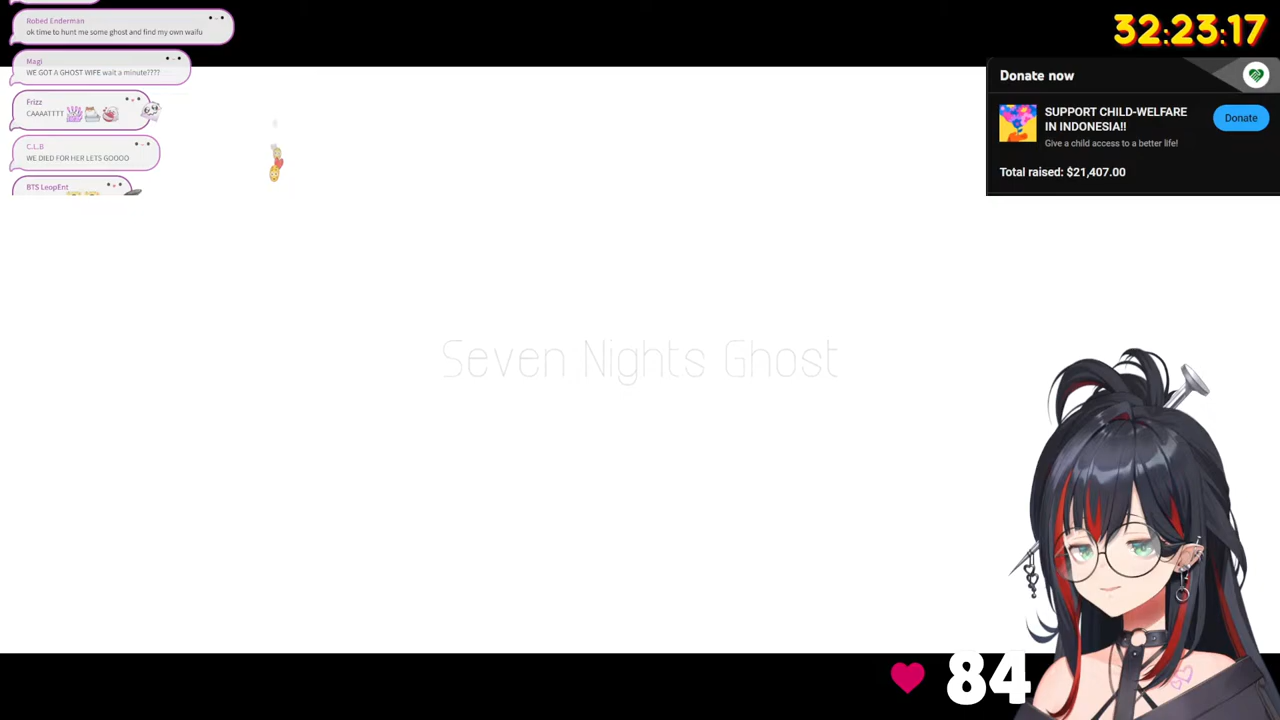 Robed Enderman
ok time to hunt me some ghost and find my own waifu
Magi
WE GOT A GHOST WIFE wait a minute????
Frizz
CAAAATTTT
C.L.B
WE DIED FOR HER LETS GOOOO
BTS LeopEnt
32:23:17
Donate now
SUPPORT CHILD-WELFARE
IN INDONESIA!!
Give a child access to a better life!
Donate
Total raised: $21,407.00
Seven Nights Ghost
84